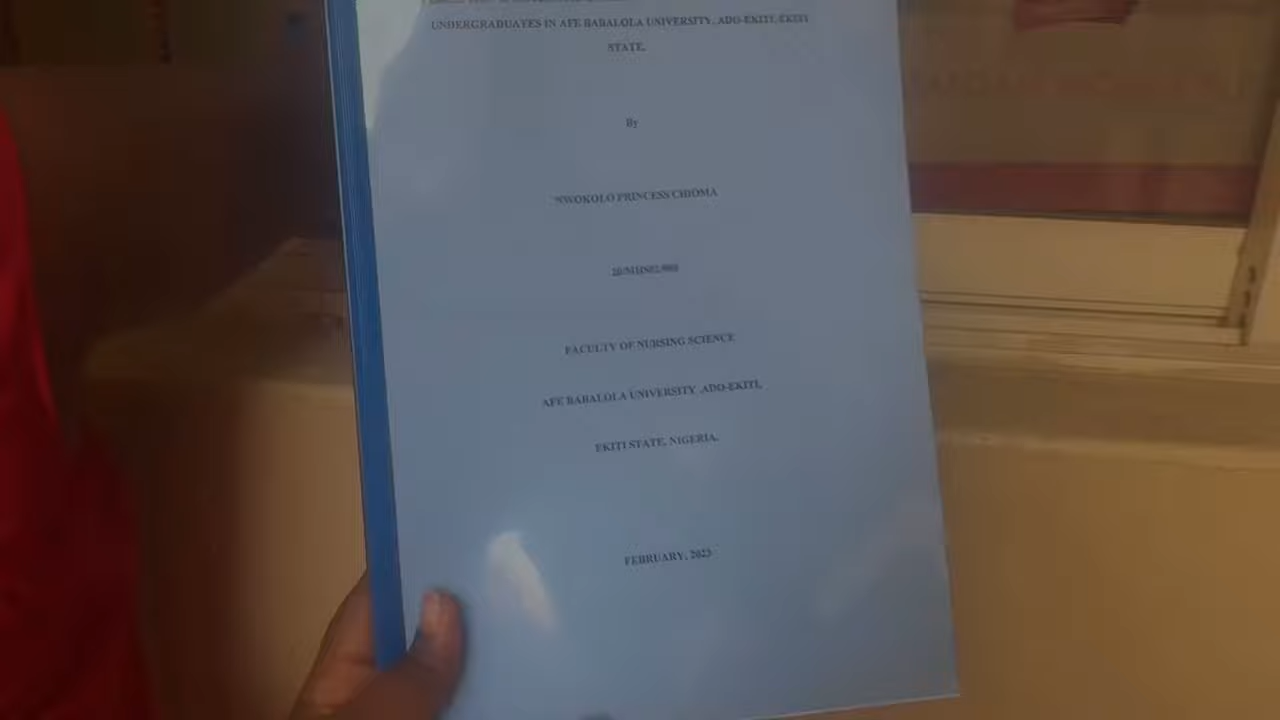 UNDERGRADUAYES IN AFE BABALOLA UNIVERSITY, ADO-EKITI, EKITI
STATE.
By
NWOKOLO PRINCESS CHIOMA
FACULTY OF NURSING SCIENCE
AFE BABALOLA UNIVERSITY ,ADO-EKITI,
EKITI STATE, NIGERIA.
FEBRUARY, 2023